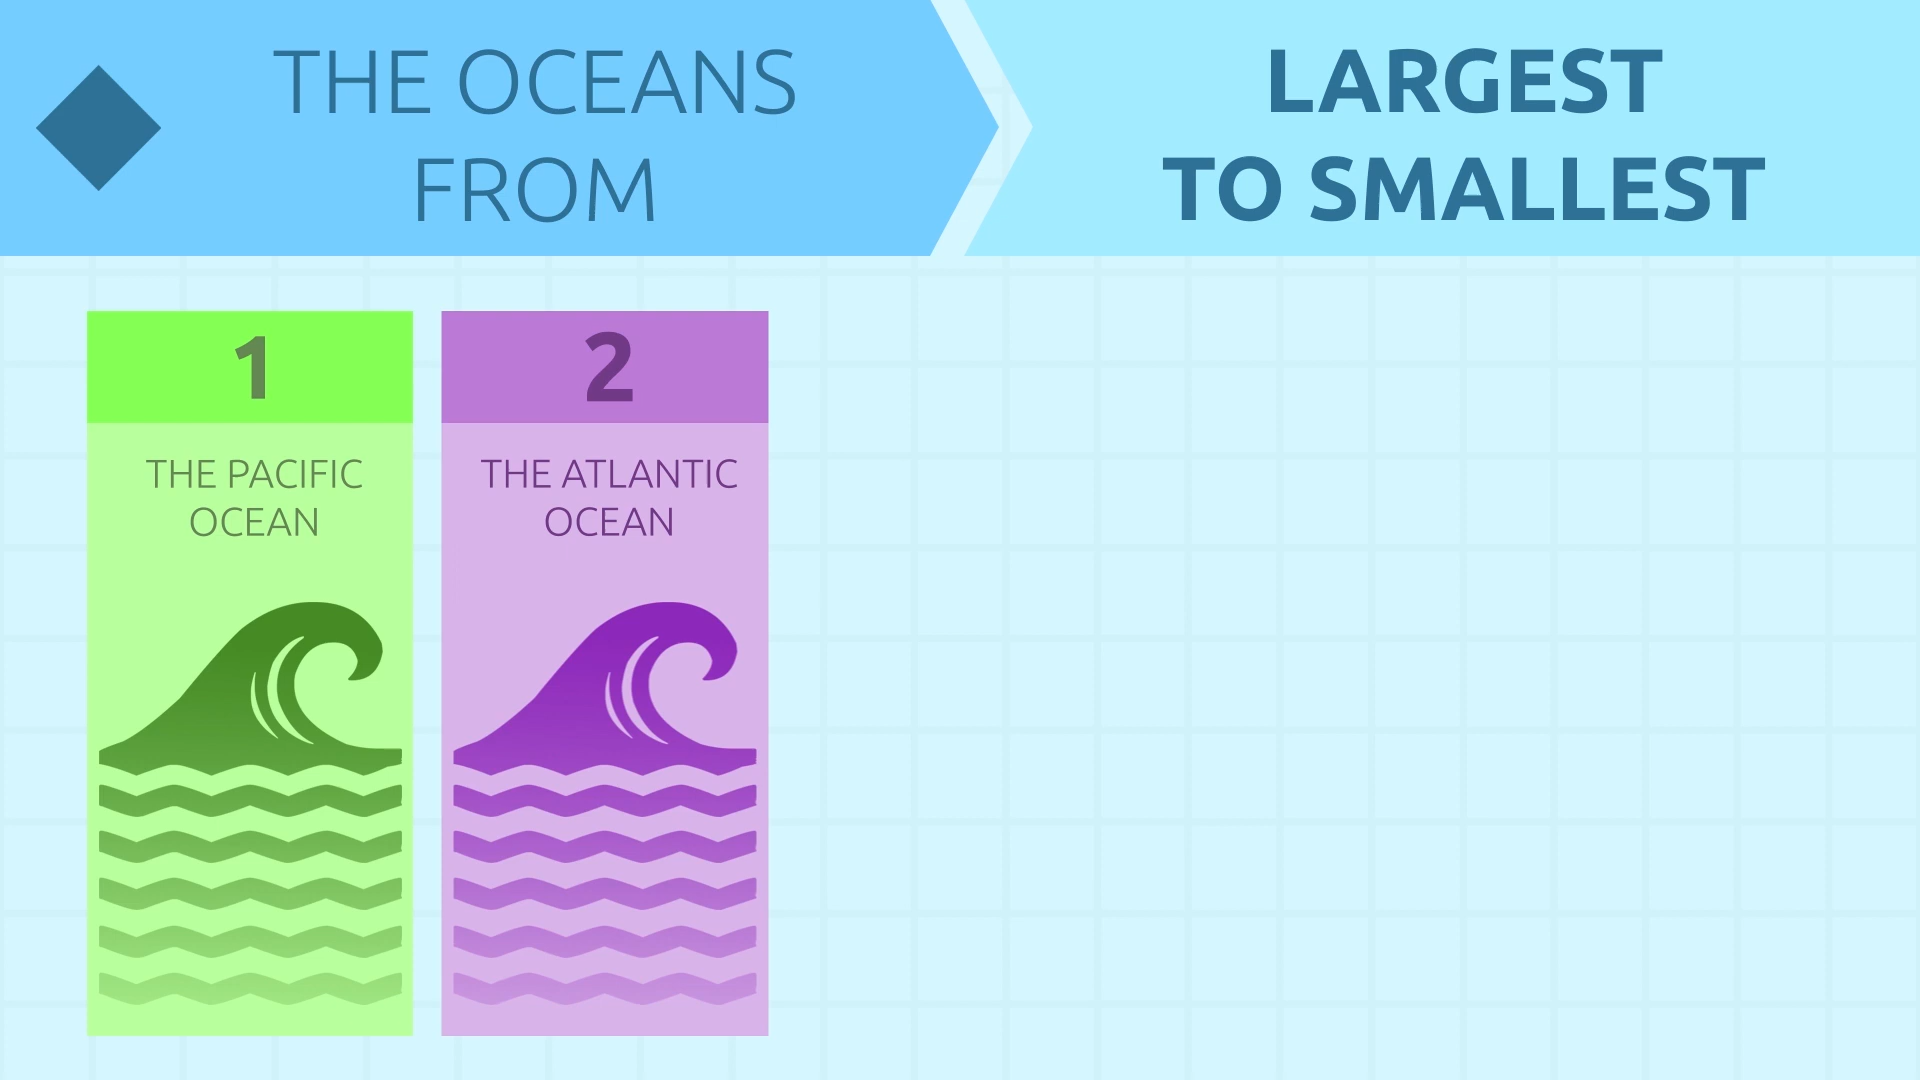 THE OCEANS
FROM
LARGEST
TO SMALLEST
1
THE PACIFIC
OCEAN
2
THE ATLANTIC
OCEAN